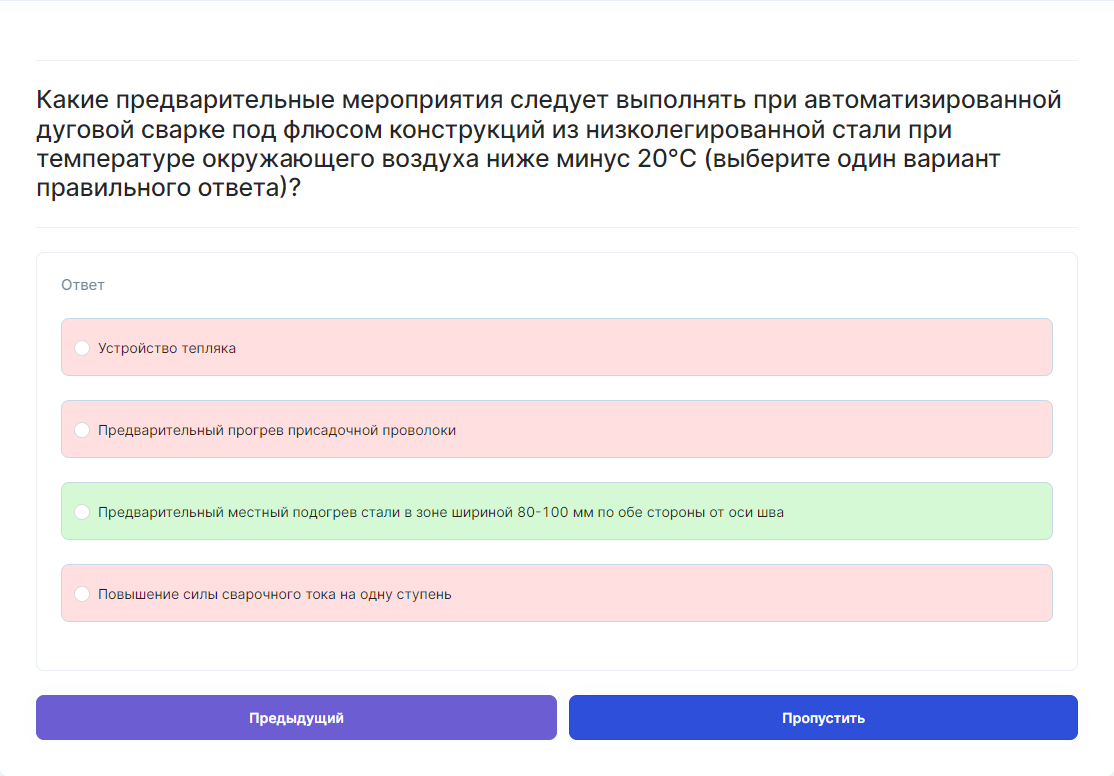 Какие предварительные мероприятия следует выполнять при автоматизированной
дуговой сварке под флюсом конструкций из низколегированной стали при
температуре окружающего воздуха ниже минус 20°С (выберите один вариант
правильного ответа)?
Ответ
Устройство тепляка
Предварительный прогрев присадочной проволоки
Предварительный местный подогрев стали в зоне шириной 80-100 мм по обе стороны от оси шва
Повышение силы сварочного тока на одну ступень
Предыдущий
Пропустить